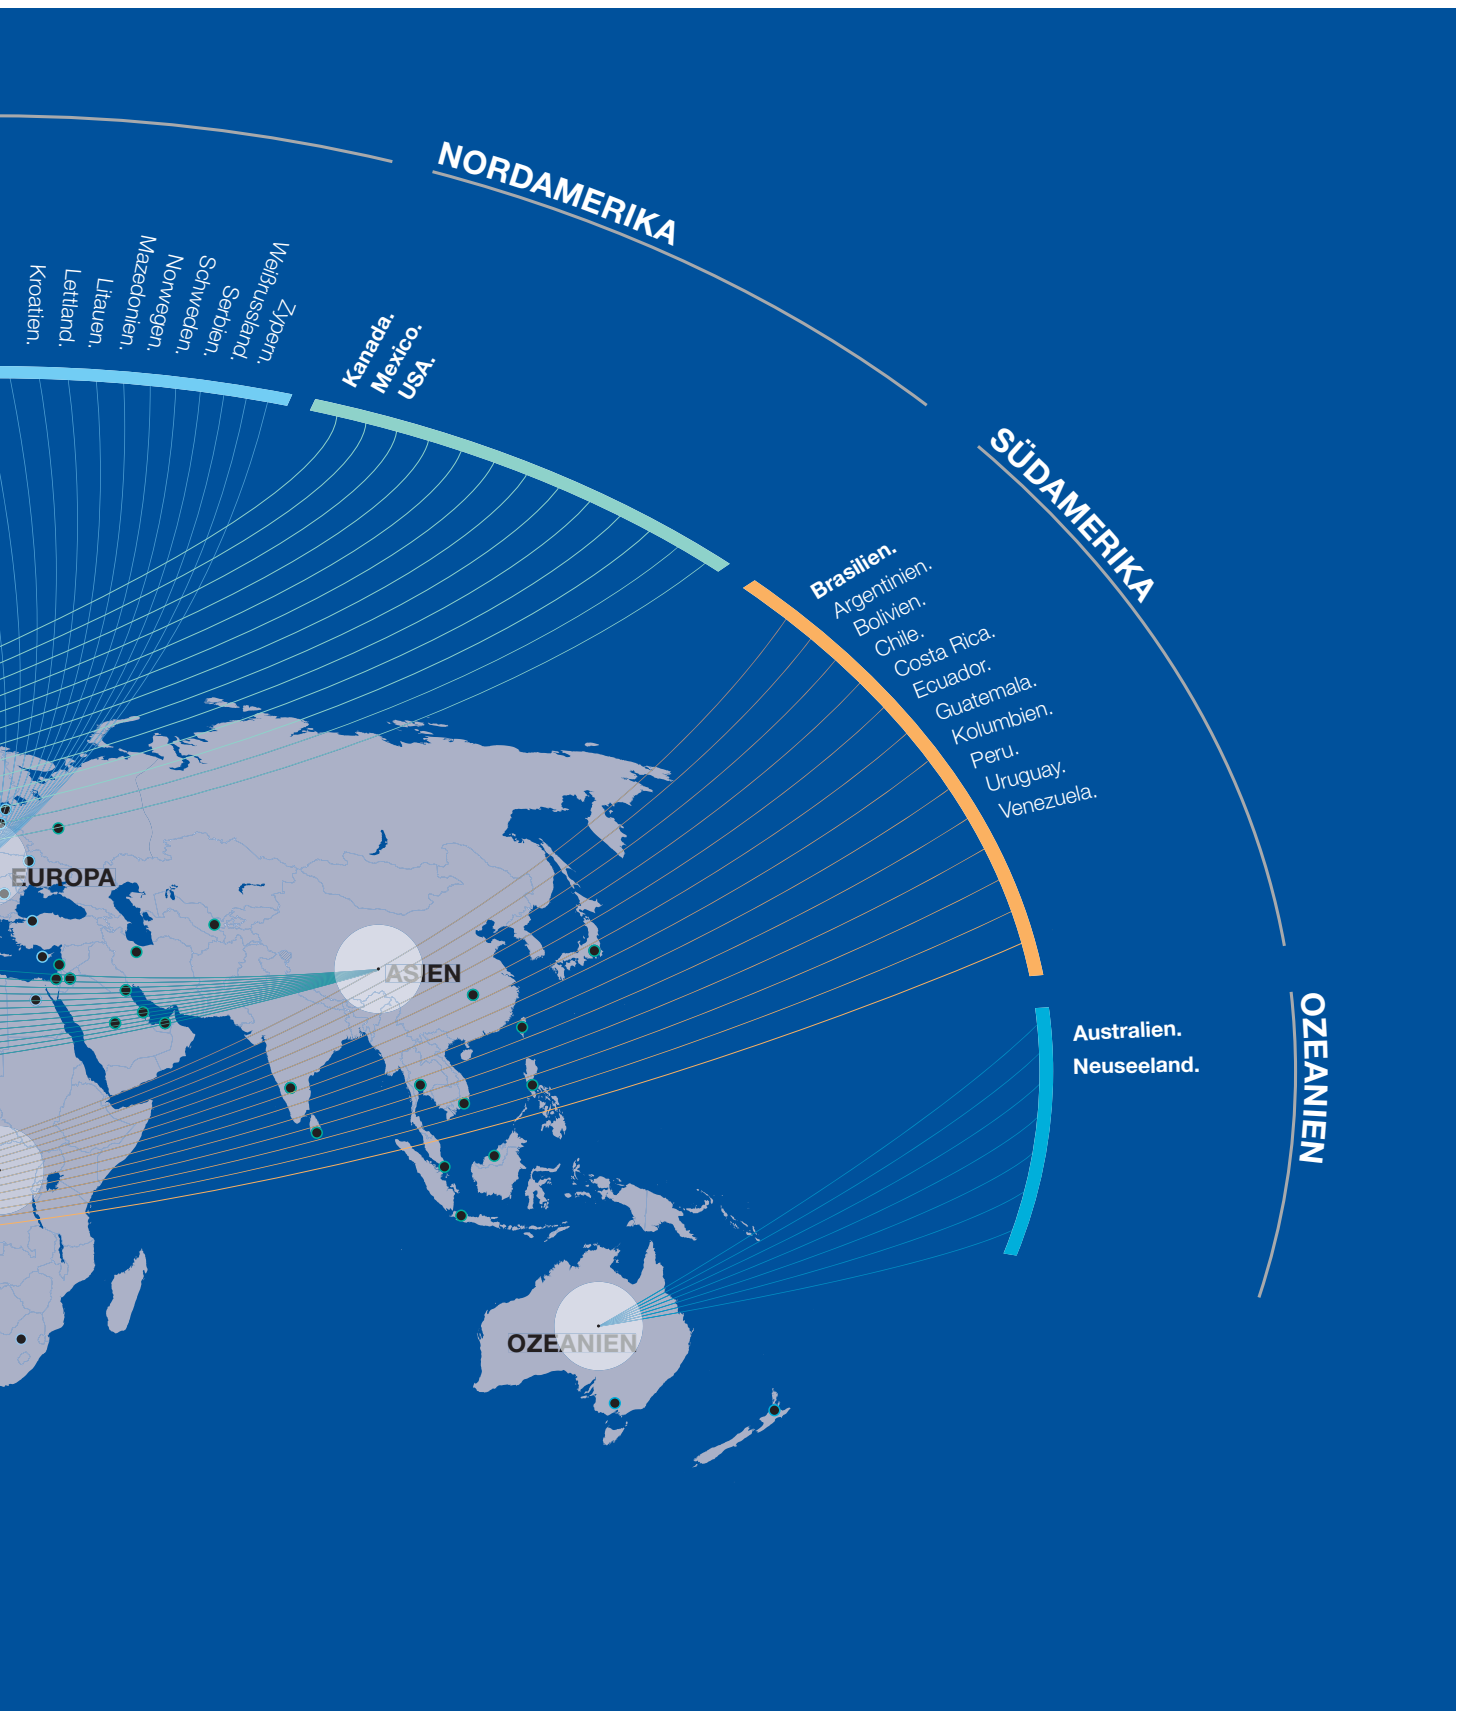 NORDAMERIKA
Kroatien.
Lettland.
Litauen.
Mazedonien.
Norwegen.
Schweden.
Serbien.
Weißrussland.
Zypern.
Kanada.
Mexico.
USA.
SÜDAMERIKA
Brasilien.
Argentinien.
Bolivien.
Chile.
Costa Rica.
Ecuador.
Guatemala.
Kolumbien.
Peru.
Uruguay.
Venezuela.
EUROPA
ASIEN
OZEANIEN
Australien.
Neuseeland.
OZEANIEN